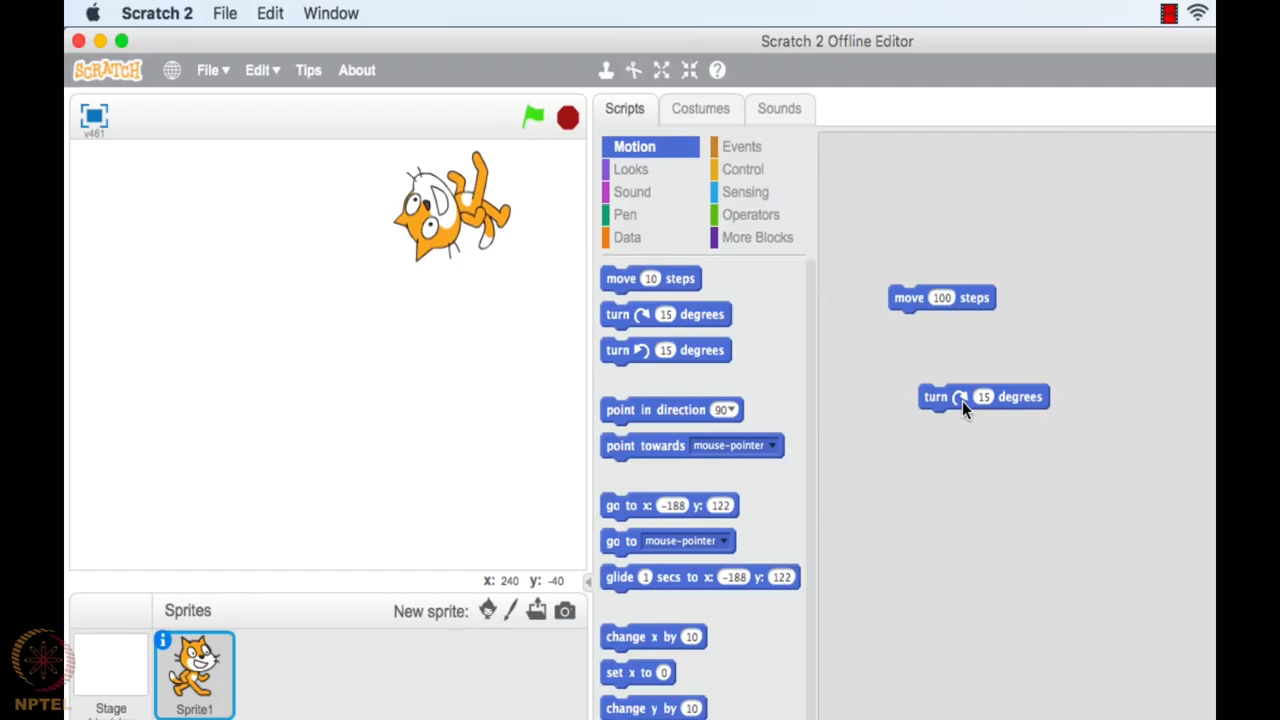 Scratch 2 File Edit Window
Scratch 2 Offline Editor
SCRATCH File Edit Tips About
v461
Scripts Costumes Sounds
Motion Events
Looks Control
Sound Sensing
Pen Operators
Data More Blocks
move 10 steps
turn 15 degrees
turn 15 degrees
point in direction 90
point towards mouse-pointer
go to x: -188 y: 122
go to mouse-pointer
glide 1 secs to x: -188 y: 122
change x by 10
set x to 0
change y by 10
move 100 steps
turn 15 degrees
x: 240 y: -40
Sprites New sprite:
Stage
Sprite1
NPTEL